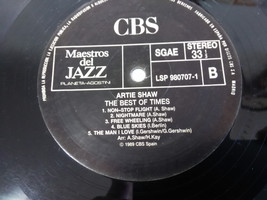 CBS
Maestros
del
JAZZ
PLANETA-AGOSTINI
SGAE
STEREO
33 1/3
LSP 980707-1
B
ARTIE SHAW
THE BEST OF TIMES
1. NON-STOP FLIGHT (A. Shaw)
2. NIGHTMARE (A. Shaw)
3. FREE WHEELING (A. Shaw)
4. BLUE SKIES (I. Berlin)
5. THE MAN I LOVE (I.Gershwin/G.Gershwin)
Arr.: A.Shaw/H.Kay
© 1989 CBS Spain